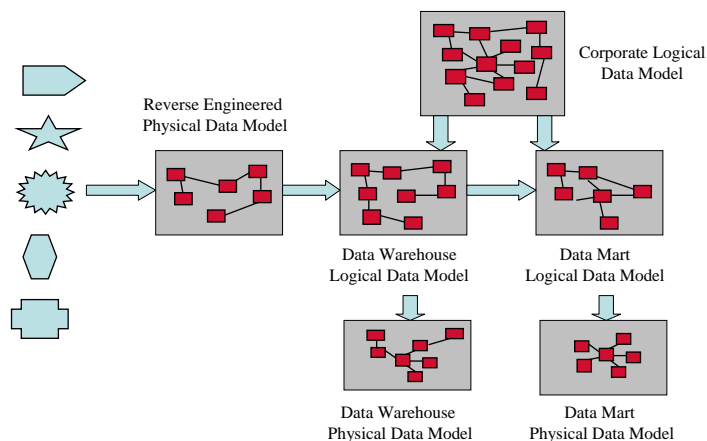 Corporate Logical
Data Model
Reverse Engineered
Physical Data Model
Data Warehouse
Logical Data Model
Data Mart
Logical Data Model
Data Warehouse
Physical Data Model
Data Mart
Physical Data Model